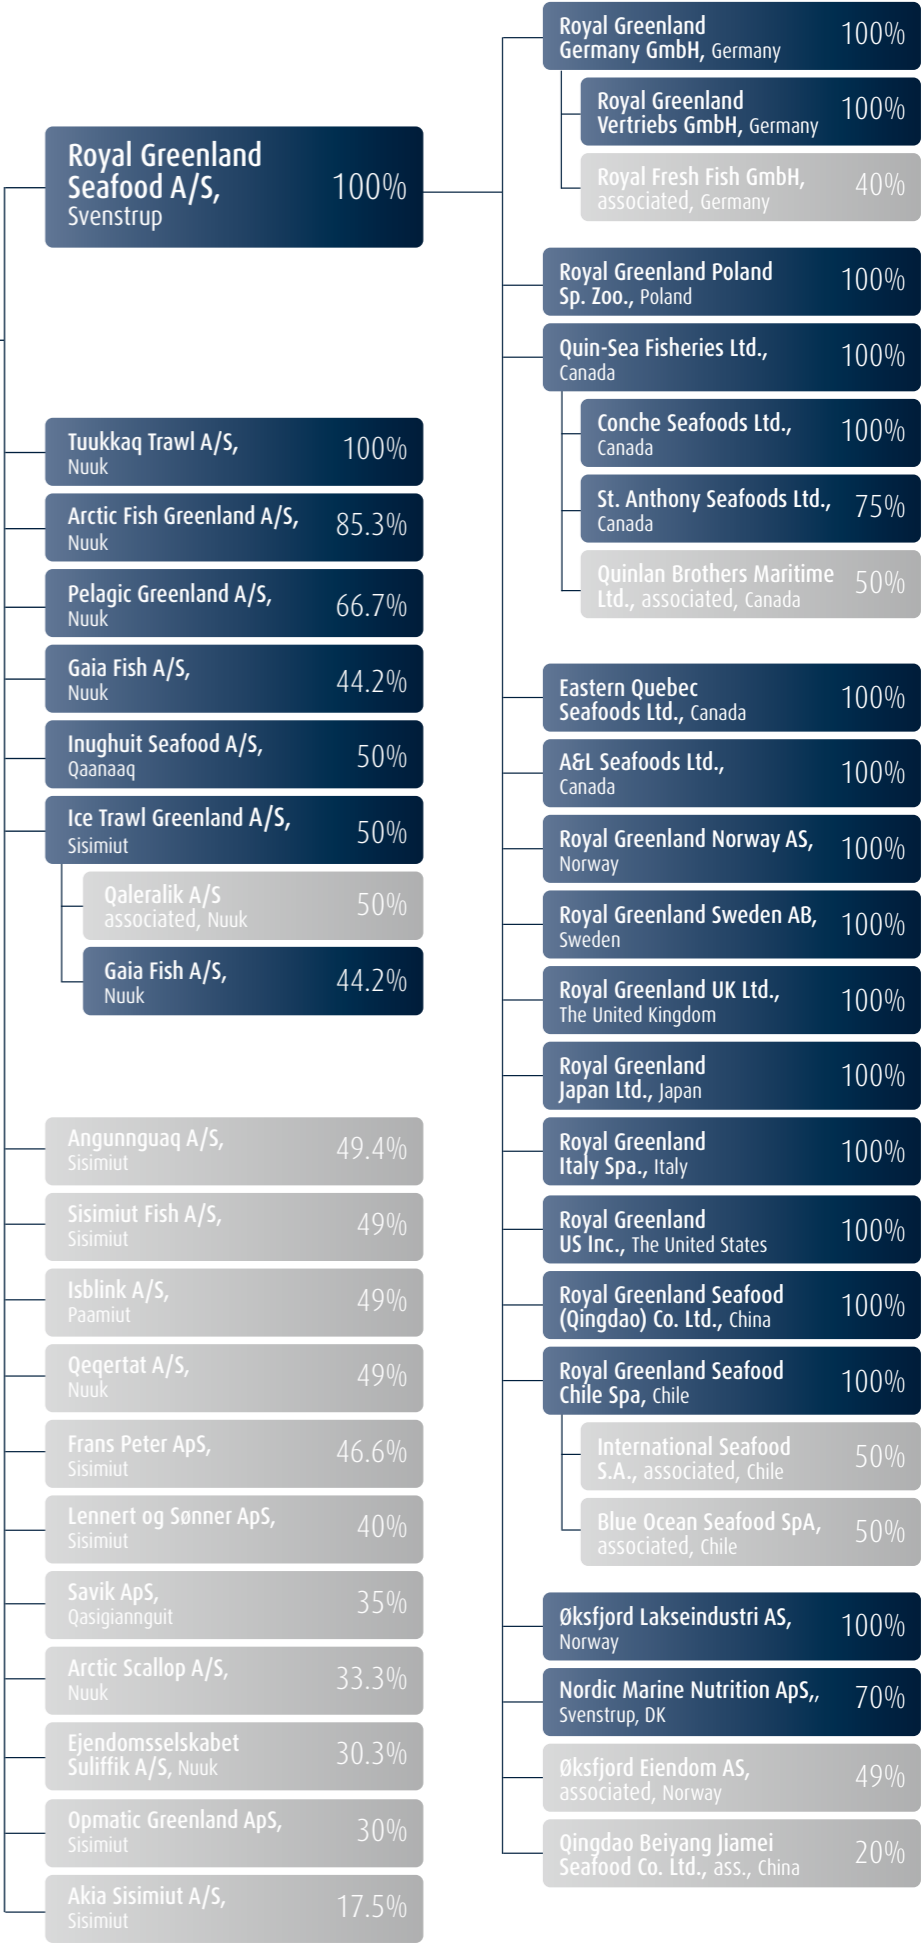 Royal Greenland
Seafood A/S,
Svenstrup
100%
Tuukkaq Trawl A/S,
Nuuk
100%
Arctic Fish Greenland A/S,
Nuuk
85.3%
Pelagic Greenland A/S,
Nuuk
66.7%
Gaia Fish A/S,
Nuuk
44.2%
Inughuit Seafood A/S,
Qaanaaq
50%
Ice Trawl Greenland A/S,
Sisimiut
50%
Qaleralik A/S
associated, Nuuk
50%
Gaia Fish A/S,
Nuuk
44.2%
Angunnguaq A/S,
Sisimiut
49.4%
Sisimiut Fish A/S,
Sisimiut
49%
Isblink A/S,
Paamiut
49%
Qeqertat A/S,
Nuuk
49%
Frans Peter ApS,
Sisimiut
46.6%
Lennert og Sønner ApS,
Sisimiut
40%
Savik ApS,
Qasigiannguit
35%
Arctic Scallop A/S,
Nuuk
33.3%
Ejendomsselskabet
Suliffik A/S, Nuuk
30.3%
Opmatic Greenland ApS,
Sisimiut
30%
Akia Sisimiut A/S,
Sisimiut
17.5%
Royal Greenland
Germany GmbH, Germany
100%
Royal Greenland
Vertriebs GmbH, Germany
100%
Royal Fresh Fish GmbH,
associated, Germany
40%
Royal Greenland Poland
Sp. Zoo., Poland
100%
Quin-Sea Fisheries Ltd.,
Canada
100%
Conche Seafoods Ltd.,
Canada
100%
St. Anthony Seafoods Ltd.,
Canada
75%
Quinlan Brothers Maritime
Ltd., associated, Canada
50%
Eastern Quebec
Seafoods Ltd., Canada
100%
A&L Seafoods Ltd.,
Canada
100%
Royal Greenland Norway AS,
Norway
100%
Royal Greenland Sweden AB,
Sweden
100%
Royal Greenland UK Ltd.,
The United Kingdom
100%
Royal Greenland
Japan Ltd., Japan
100%
Royal Greenland
Italy Spa., Italy
100%
Royal Greenland
US Inc., The United States
100%
Royal Greenland Seafood
(Qingdao) Co. Ltd., China
100%
Royal Greenland Seafood
Chile Spa, Chile
100%
International Seafood
S.A., associated, Chile
50%
Blue Ocean Seafood SpA,
associated, Chile
50%
Øksfjord Lakseindustri AS,
Norway
100%
Nordic Marine Nutrition ApS,,
Svenstrup, DK
70%
Øksfjord Eiendom AS,
associated, Norway
49%
Qingdao Beiyang Jiamei
Seafood Co. Ltd., ass., China
20%